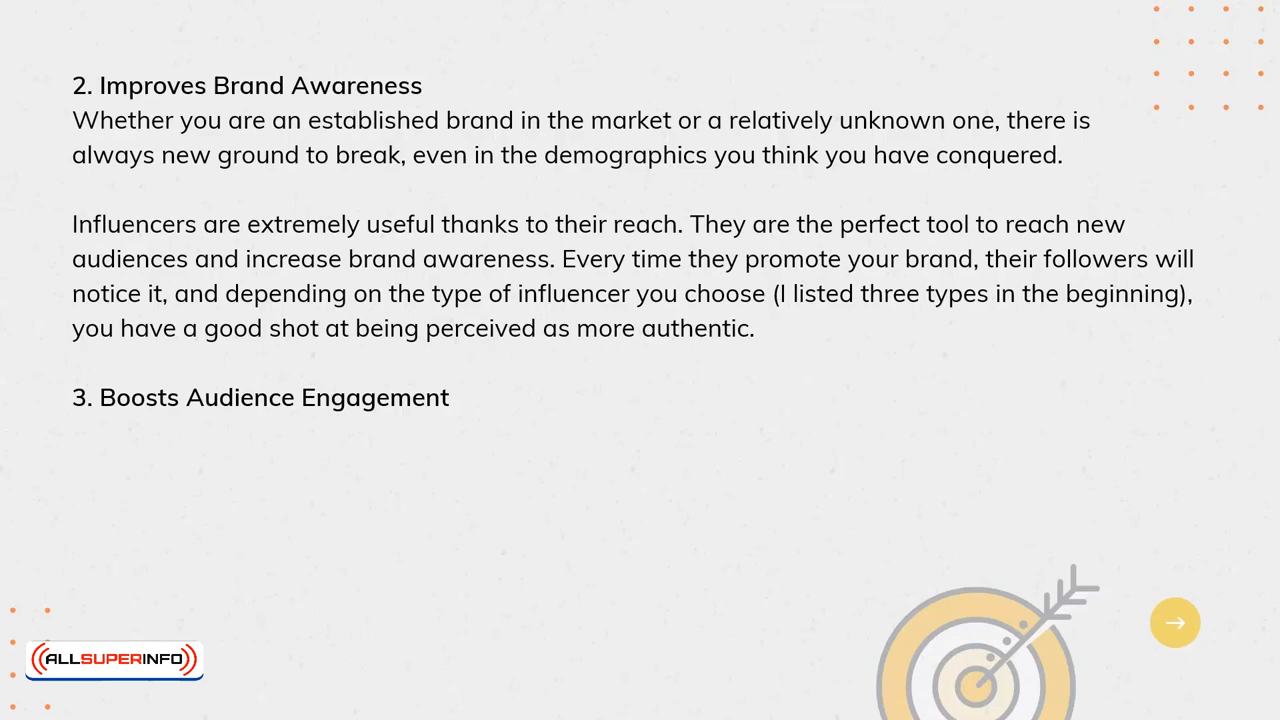 2. Improves Brand Awareness
Whether you are an established brand in the market or a relatively unknown one, there is
always new ground to break, even in the demographics you think you have conquered.
Influencers are extremely useful thanks to their reach. They are the perfect tool to reach new
audiences and increase brand awareness. Every time they promote your brand, their followers will
notice it, and depending on the type of influencer you choose (I listed three types in the beginning),
you have a good shot at being perceived as more authentic.
3. Boosts Audience Engagement
ALLSUPERINFO